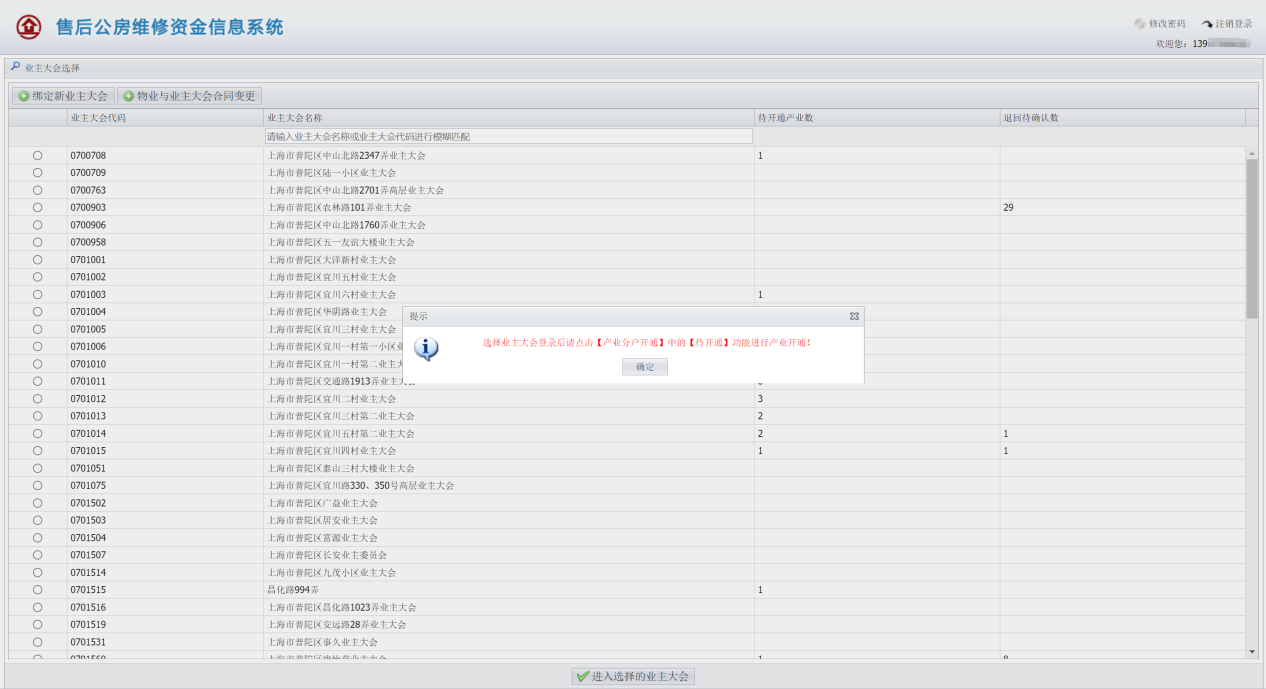 售后公房维修资金信息系统
修改密码 注销登录
欢迎您: 139
业主大会选择
绑定新业主大会 物业与业主大会合同变更
业主大会代码 业主大会名称 待开通产业数 退回待确认数
请输入业主大会名称或业主大会代码进行模糊匹配
0700708 上海市普陀区中山北路2347弄业主大会 1
0700709 上海市普陀区陆一小区业主大会
0700763 上海市普陀区中山北路2701弄高层业主大会
0700903 上海市普陀区农林路101弄业主大会 29
0700906 上海市普陀区中山北路1760弄业主大会
0700958 上海市普陀区五一友谊大楼业主大会
0701001 上海市普陀区大洋新村业主大会
0701002 上海市普陀区宜川五村业主大会
0701003 上海市普陀区宜川六村业主大会 1
0701004 上海市普陀区华阴路业主大会
0701005 上海市普陀区宜川三村业主大会
0701006 上海市普陀区宜川一村第一小区业
0701010 上海市普陀区宜川一村第二业主大
0701011 上海市普陀区交通路1913弄业主大会
0701012 上海市普陀区宜川二村业主大会 3
0701013 上海市普陀区宜川三村第二业主大会 2
0701014 上海市普陀区宜川五村第二业主大会 2 1
0701015 上海市普陀区宜川四村业主大会 1 1
0701051 上海市普陀区泰山三村大楼业主大会
0701075 上海市普陀区宜川路330、350号高层业主大会
0701502 上海市普陀区广益业主大会
0701503 上海市普陀区居安业主大会
0701504 上海市普陀区富源业主大会
0701507 上海市普陀区长安业主委员会
0701514 上海市普陀区九茂小区业主大会
0701515 昌化路994弄 1
0701516 上海市普陀区昌化路1023弄业主大会
0701519 上海市普陀区安远路28弄业主大会
0701531 上海市普陀区事久业主大会
提示
选择业主大会登录后请点击【产业分户开通】中的【待开通】功能进行产业开通!
确定
进入选择的业主大会